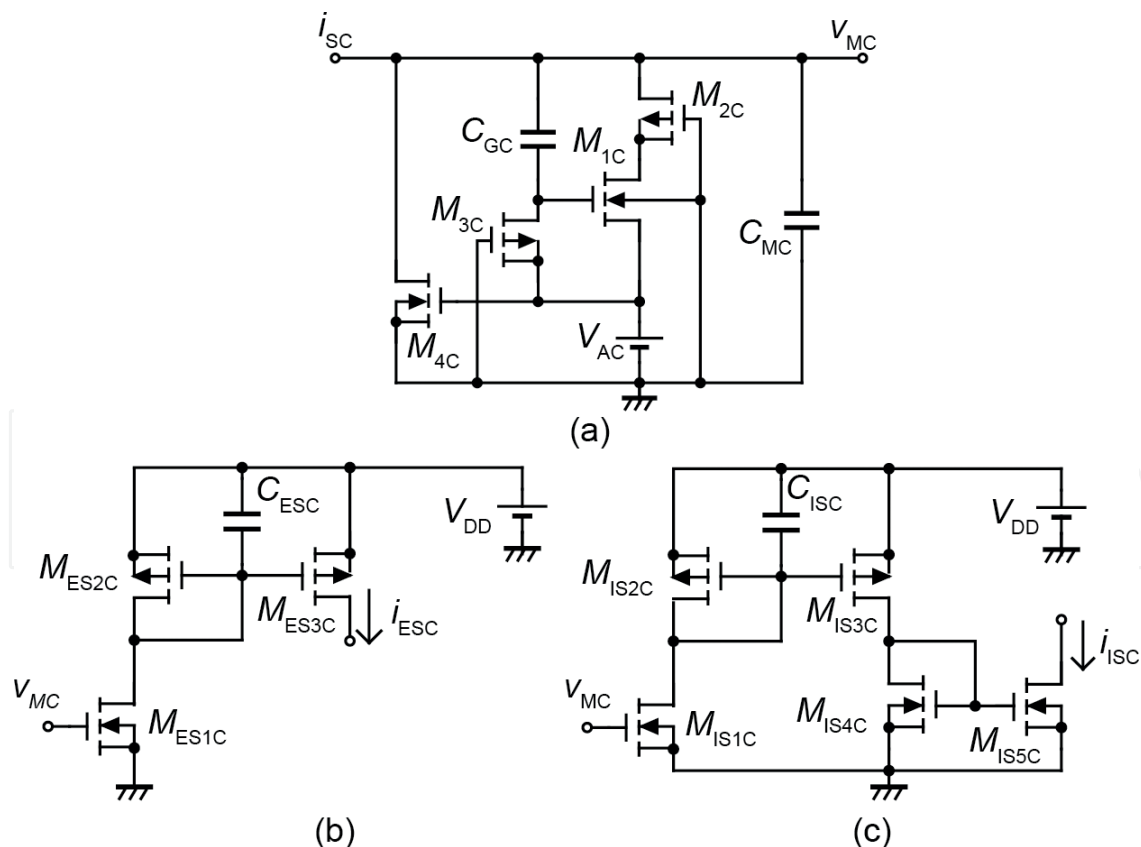 iSC
vMC
M2C
CGC
M1C
M3C
CMC
M4C
VAC
(a)
CESC
VDD
MES2C
MES3C
iESC
vMC
MES1C
(b)
CISC
VDD
MIS2C
MIS3C
iISC
vMC
MIS1C
MIS4C
MIS5C
(c)